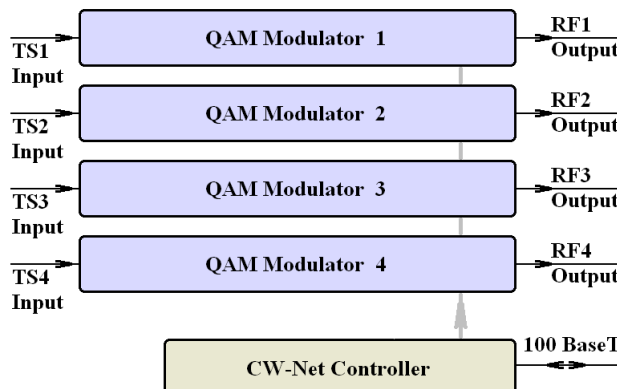 QAM Modulator 1
TS1
Input
RF1
Output
QAM Modulator 2
TS2
Input
RF2
Output
QAM Modulator 3
TS3
Input
RF3
Output
QAM Modulator 4
TS4
Input
RF4
Output
CW-Net Controller
100 BaseT